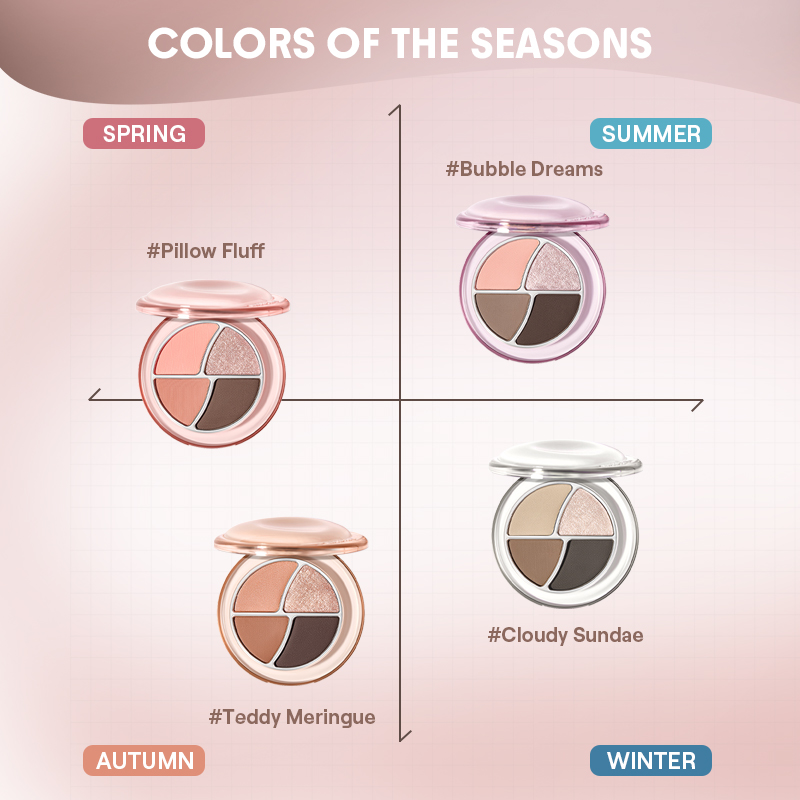 COLORS OF THE SEASONS
SPRING
SUMMER
#Bubble Dreams
#Pillow Fluff
#Cloudy Sundae
#Teddy Meringue
AUTUMN
WINTER